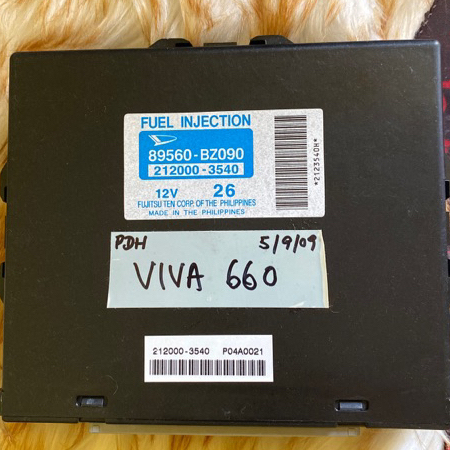 FUEL INJECTION
89560-BZ090
212000-3540
12V 26
FUJITSU TEN CORP. OF THE PHILIPPINES
MADE IN THE PHILIPPINES
*2123540H*
PDH 5/9/09
VIVA 660
212000-3540 P04A0021